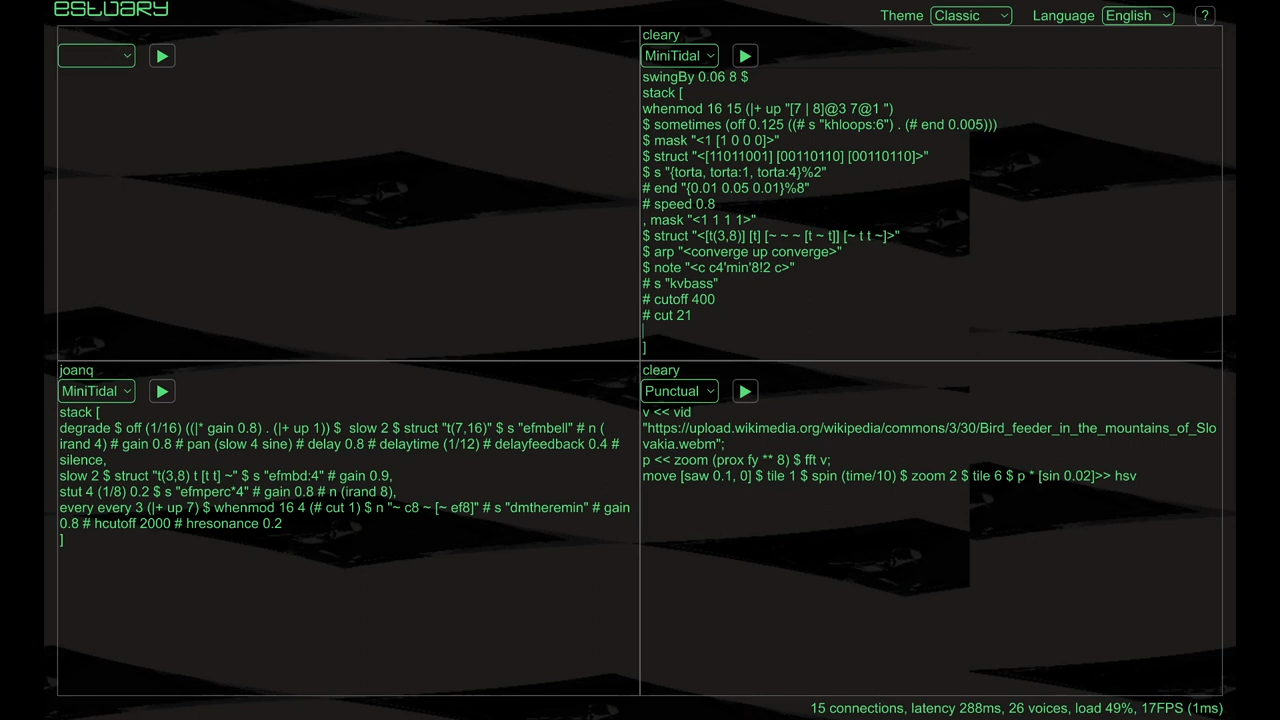 estuary
Theme Classic Language English ?
cleary
MiniTidal
swingBy 0.06 8 $
stack [
whenmod 16 15 (|+ up "[7 | 8]@3 7@1 ")
$ sometimes (off 0.125 ((# s "khloops:6") . (# end 0.005)))
$ mask "<1 [1 0 0 0]>"
$ struct "<[11011001] [00110110] [00110110]>"
$ s "{torta, torta:1, torta:4}%2"
# end "{0.01 0.05 0.01}%8"
# speed 0.8
, mask "<1 1 1 1>"
$ struct "<[t(3,8)] [t] [~ ~ ~ [t ~ t]] [~ t t ~]>"
$ arp "<converge up converge>"
$ note "<c c4'min'8!2 c>"
# s "kvbass"
# cutoff 400
# cut 21
]
joanq
MiniTidal
stack [
degrade $ off (1/16) ((|* gain 0.8) . (|+ up 1)) $  slow 2 $ struct "t(7,16)" $ s "efmbell" # n (
irand 4) # gain 0.8 # pan (slow 4 sine) # delay 0.8 # delaytime (1/12) # delayfeedback 0.4 #
silence,
slow 2 $ struct "t(3,8) t [t t] ~" $ s "efmbd:4" # gain 0.9,
stut 4 (1/8) 0.2 $ s "efmperc*4" # gain 0.8 # n (irand 8),
every every 3 (|+ up 7) $ whenmod 16 4 (# cut 1) $ n "~ c8 ~ [~ ef8]" # s "dmtheremin" # gain
0.8 # hcutoff 2000 # hresonance 0.2
]
cleary
Punctual
v << vid
"https://upload.wikimedia.org/wikipedia/commons/3/30/Bird_feeder_in_the_mountains_of_Slo
vakia.webm";
p << zoom (prox fy ** 8) $ fft v;
move [saw 0.1, 0] $ tile 1 $ spin (time/10) $ zoom 2 $ tile 6 $ p * [sin 0.02]>> hsv
15 connections, latency 288ms, 26 voices, load 49%, 17FPS (1ms)